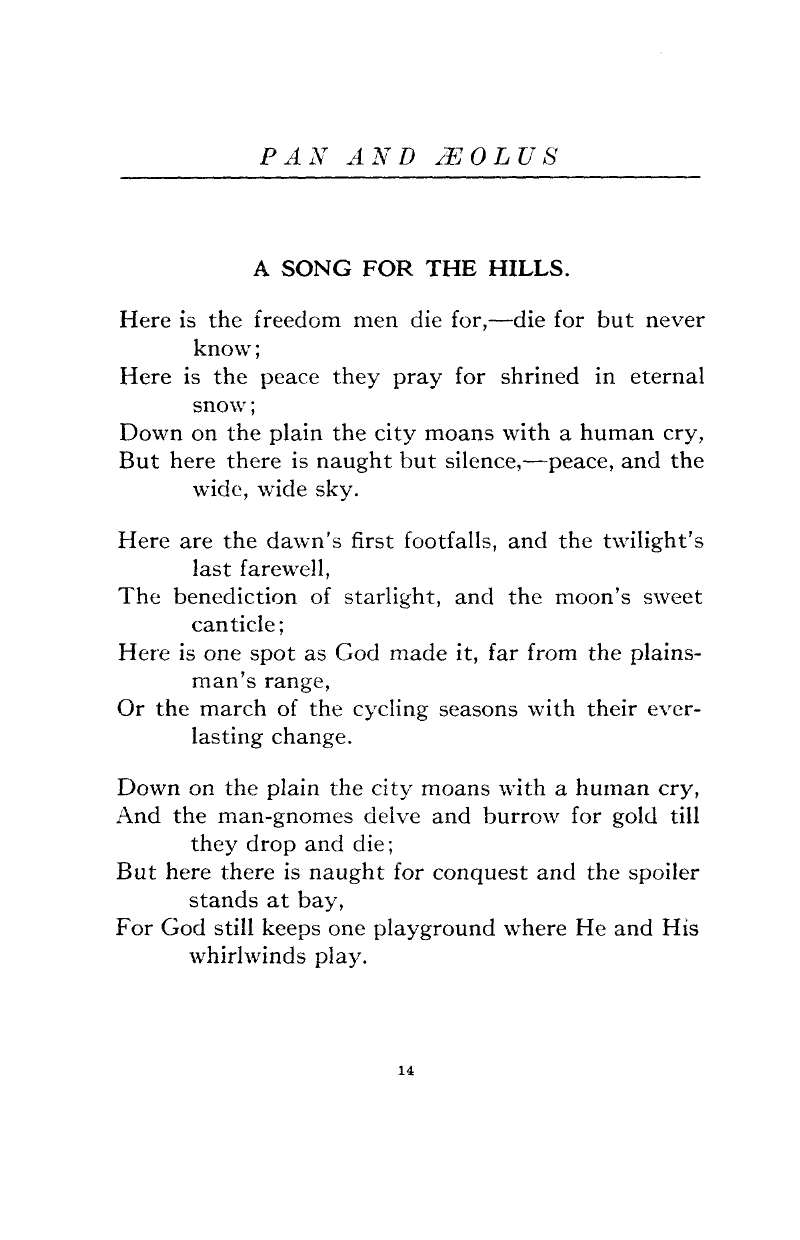 PAN AND ÆOLUS
A SONG FOR THE HILLS.
Here is the freedom men die for,—die for but never
know;
Here is the peace they pray for shrined in eternal
snow;
Down on the plain the city moans with a human cry,
But here there is naught but silence,—peace, and the
wide, wide sky.
Here are the dawn's first footfalls, and the twilight's
last farewell,
The benediction of starlight, and the moon's sweet
canticle;
Here is one spot as God made it, far from the plains-
man's range,
Or the march of the cycling seasons with their ever-
lasting change.
Down on the plain the city moans with a human cry,
And the man-gnomes delve and burrow for gold till
they drop and die;
But here there is naught for conquest and the spoiler
stands at bay,
For God still keeps one playground where He and His
whirlwinds play.
14